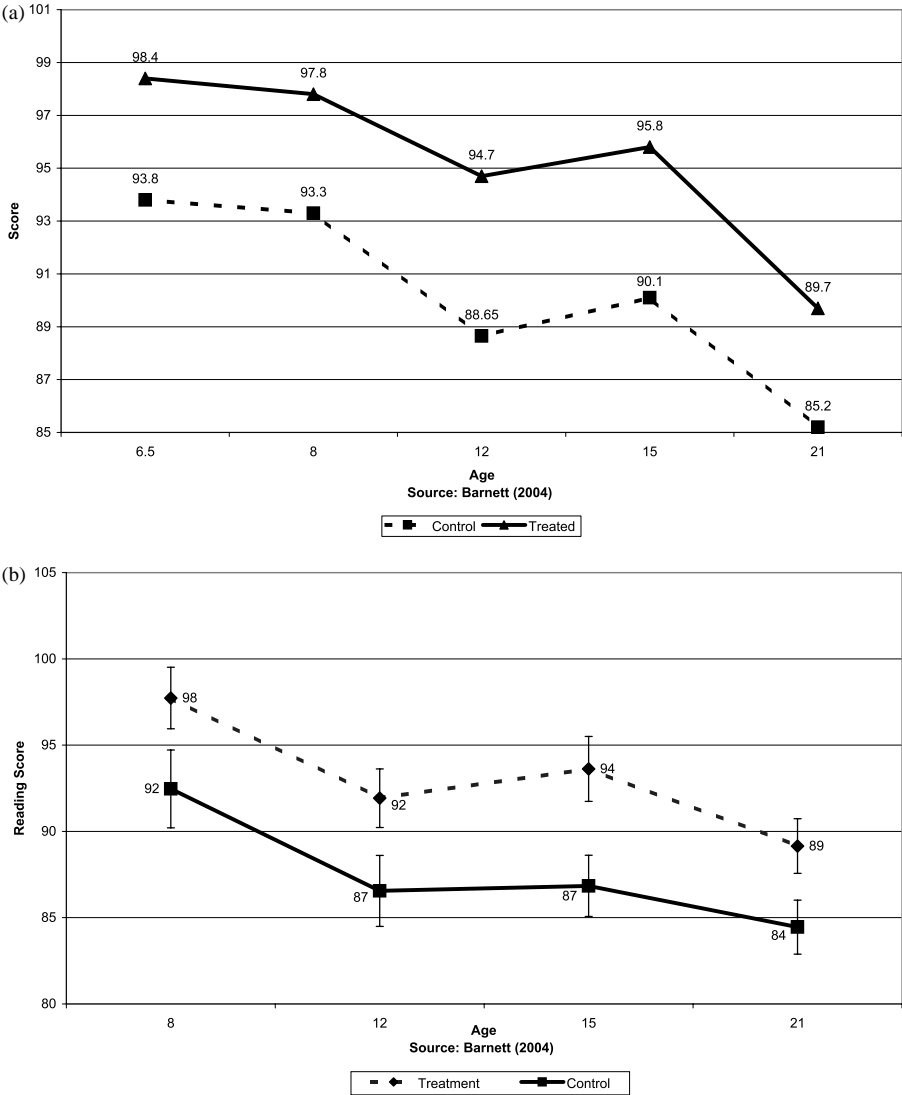 (a)
101
99
97
95
93
91
89
87
85
Score
98.4
97.8
94.7
95.8
89.7
93.8
93.3
88.65
90.1
85.2
6.5 8 12 15 21
Age
Source: Barnett (2004)
Control Treated
(b)
105
100
95
90
85
80
Reading Score
98
92
94
89
92
87
87
84
8 12 15 21
Age
Source: Barnett (2004)
Treatment Control